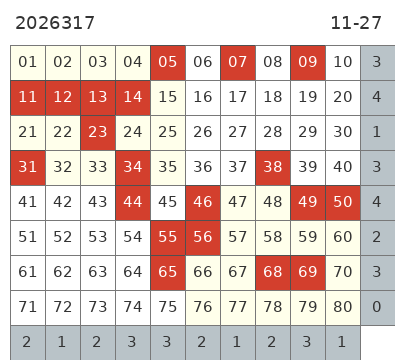 2026317 11-27
01 02 03 04 05 06 07 08 09 10 3
11 12 13 14 15 16 17 18 19 20 4
21 22 23 24 25 26 27 28 29 30 1
31 32 33 34 35 36 37 38 39 40 3
41 42 43 44 45 46 47 48 49 50 4
51 52 53 54 55 56 57 58 59 60 2
61 62 63 64 65 66 67 68 69 70 3
71 72 73 74 75 76 77 78 79 80 0
2 1 2 3 3 2 1 2 3 1